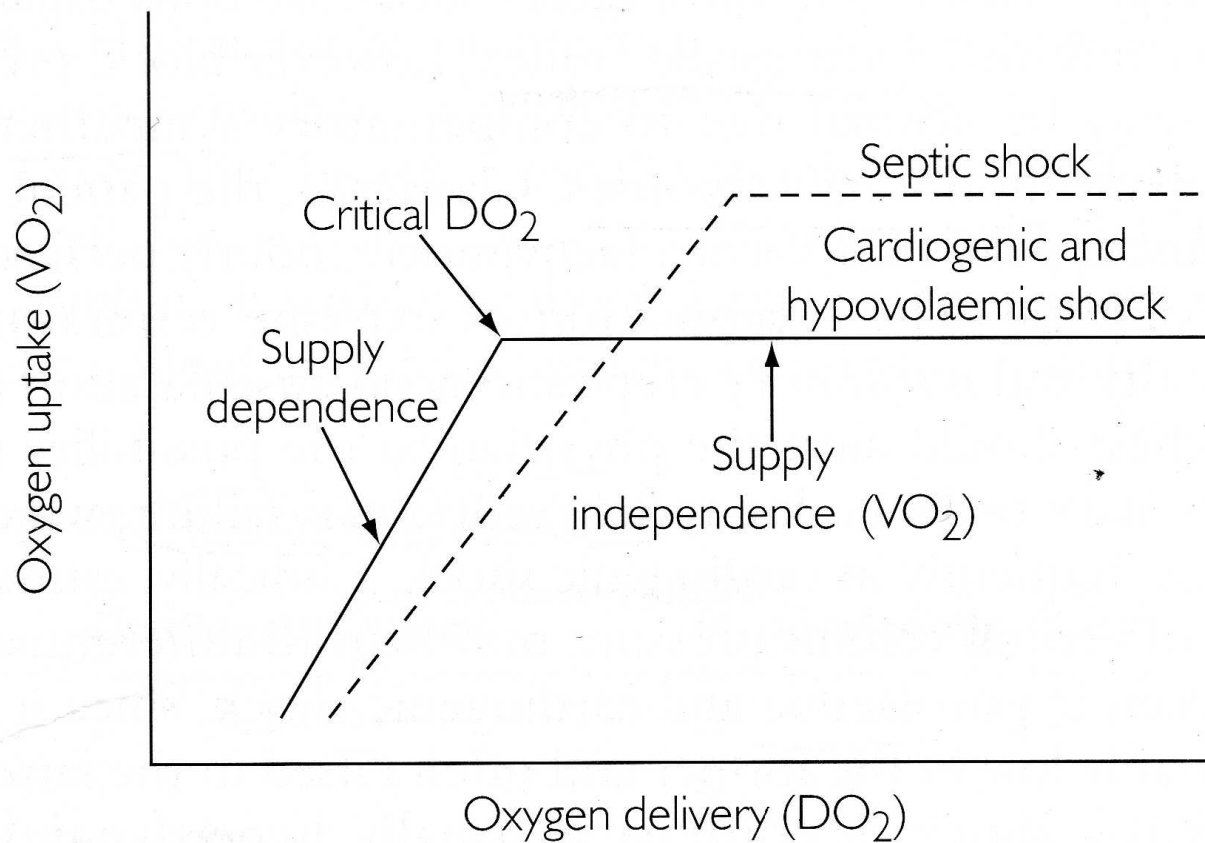 Septic shock
Critical DO₂
Cardiogenic and
hypovolaemic shock
Supply
dependence
Supply
independence (VO₂)
Oxygen uptake (VO₂)
Oxygen delivery (DO₂)